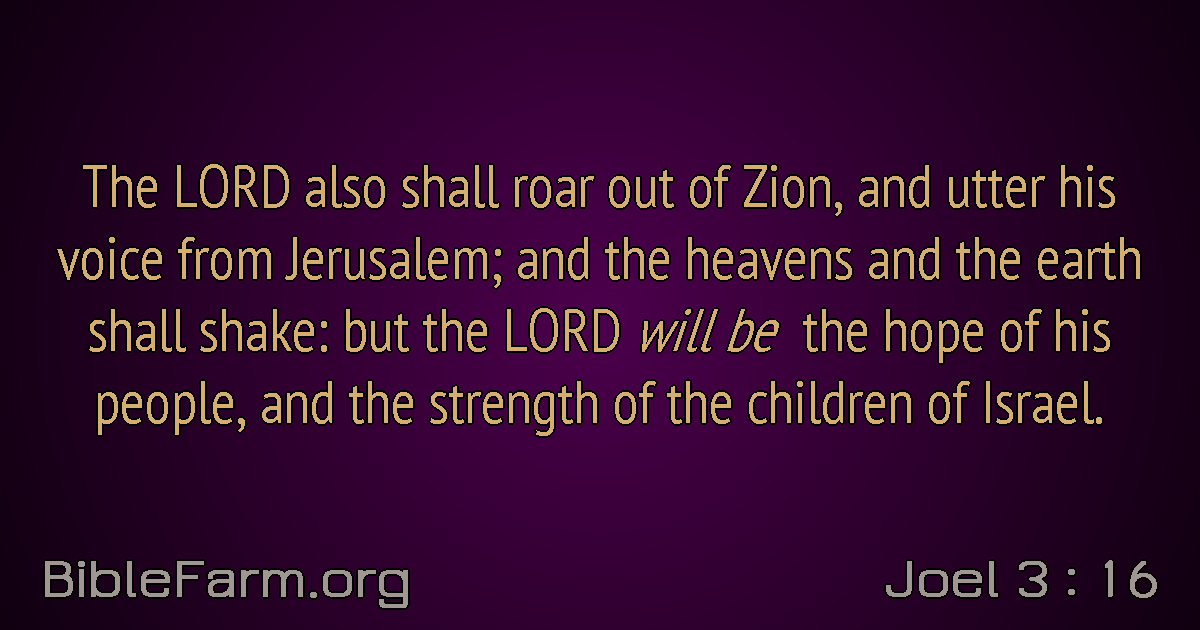 The LORD also shall roar out of Zion, and utter his
voice from Jerusalem; and the heavens and the earth
shall shake: but the LORD will be the hope of his
people, and the strength of the children of Israel.
BibleFarm.org
Joel 3 : 16